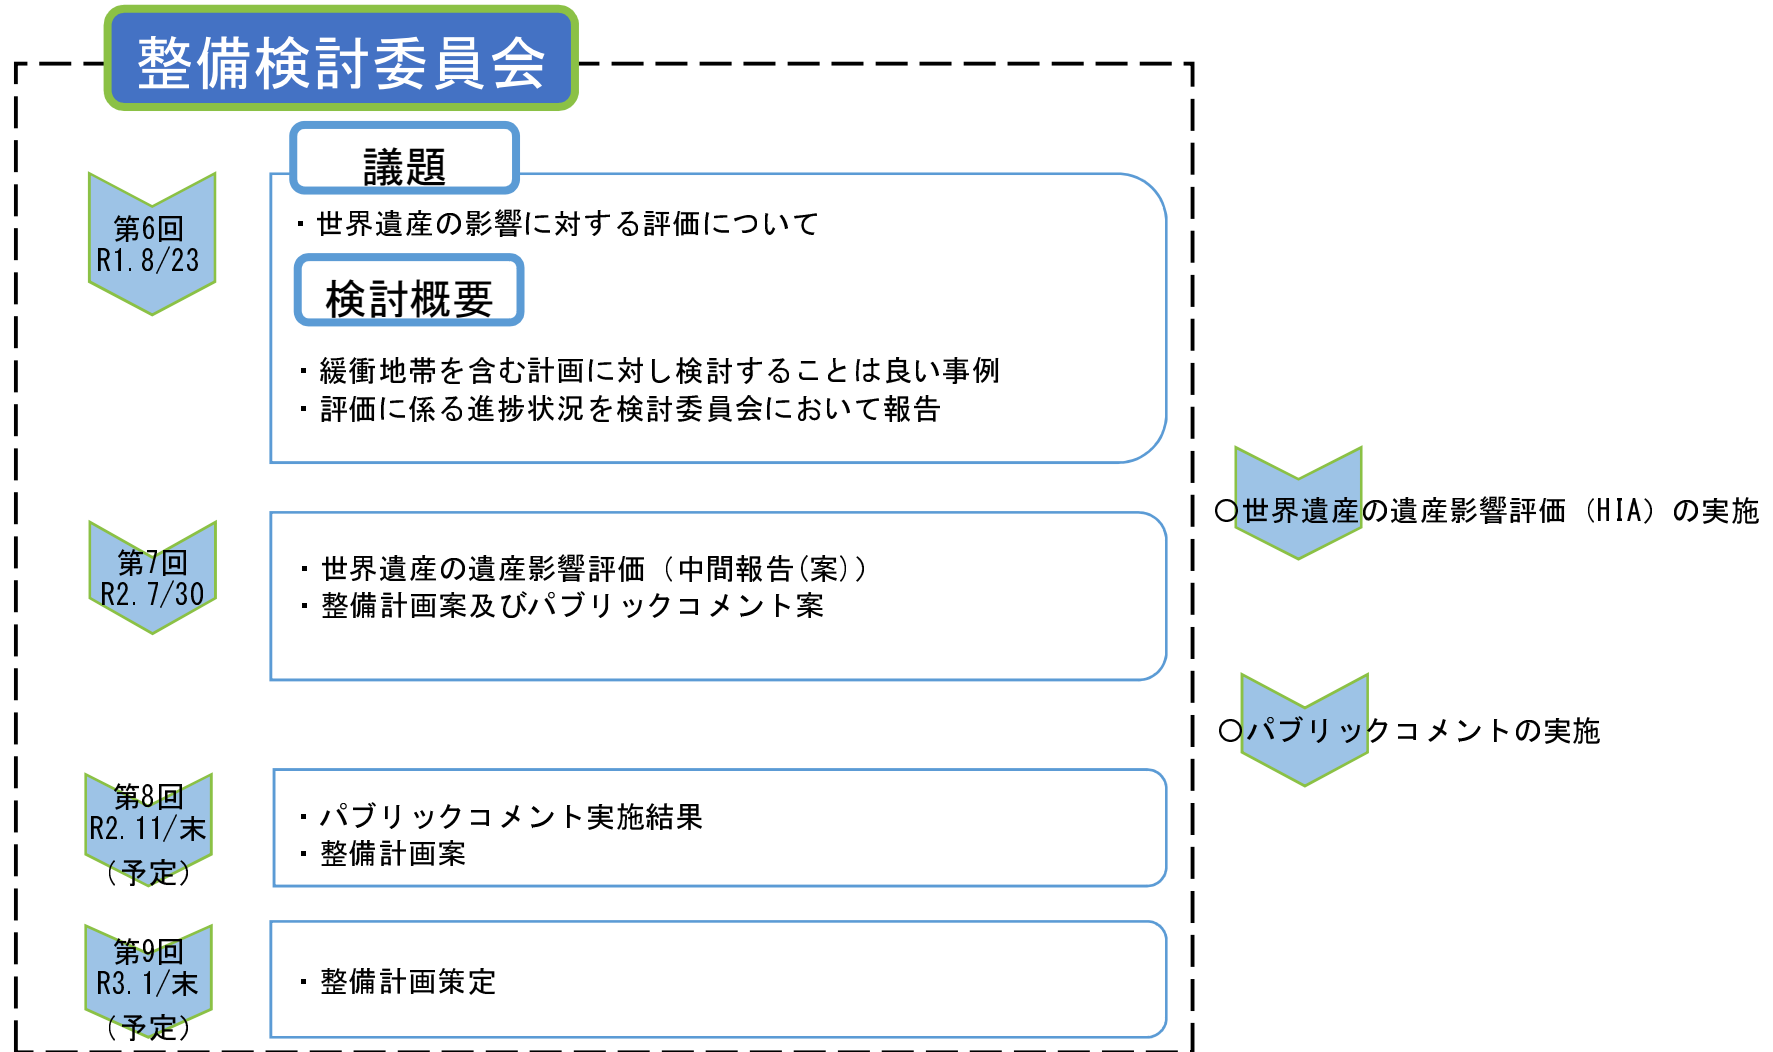 整備検討委員会
第6回
R1.8/23
議題
・世界遺産の影響に対する評価について
検討概要
・緩衝地帯を含む計画に対し検討することは良い事例
・評価に係る進捗状況を検討委員会において報告
○世界遺産の遺産影響評価（HIA）の実施
第7回
R2.7/30
・世界遺産の遺産影響評価（中間報告(案)）
・整備計画案及びパブリックコメント案
○パブリックコメントの実施
第8回
R2.11/末
（予定）
・パブリックコメント実施結果
・整備計画案
第9回
R3.1/末
（予定）
・整備計画策定